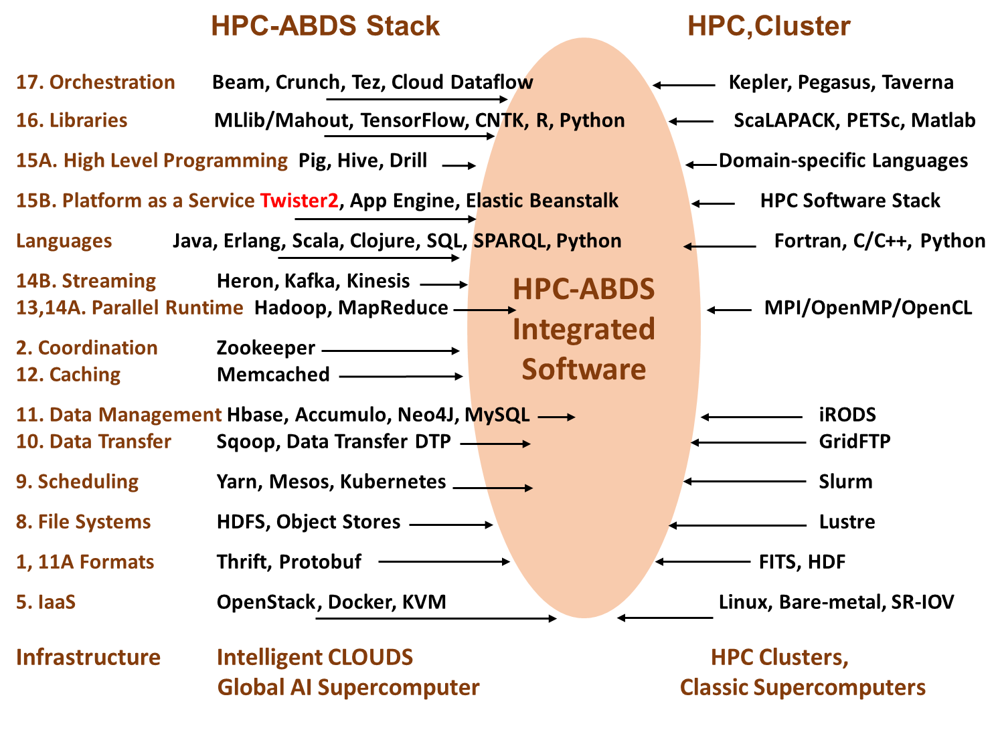 HPC-ABDS Stack HPC,Cluster
17. Orchestration Beam, Crunch, Tez, Cloud Dataflow Kepler, Pegasus, Taverna
16. Libraries MLlib/Mahout, TensorFlow, CNTK, R, Python ScaLAPACK, PETSc, Matlab
15A. High Level Programming Pig, Hive, Drill Domain-specific Languages
15B. Platform as a Service Twister2, App Engine, Elastic Beanstalk HPC Software Stack
Languages Java, Erlang, Scala, Clojure, SQL, SPARQL, Python Fortran, C/C++, Python
14B. Streaming Heron, Kafka, Kinesis
13,14A. Parallel Runtime Hadoop, MapReduce MPI/OpenMP/OpenCL
HPC-ABDS
Integrated
Software
2. Coordination Zookeeper
12. Caching Memcached
11. Data Management Hbase, Accumulo, Neo4J, MySQL iRODS
10. Data Transfer Sqoop, Data Transfer DTP GridFTP
9. Scheduling Yarn, Mesos, Kubernetes Slurm
8. File Systems HDFS, Object Stores Lustre
1, 11A Formats Thrift, Protobuf FITS, HDF
5. IaaS OpenStack, Docker, KVM Linux, Bare-metal, SR-IOV
Infrastructure Intelligent CLOUDS HPC Clusters,
Global AI Supercomputer Classic Supercomputers